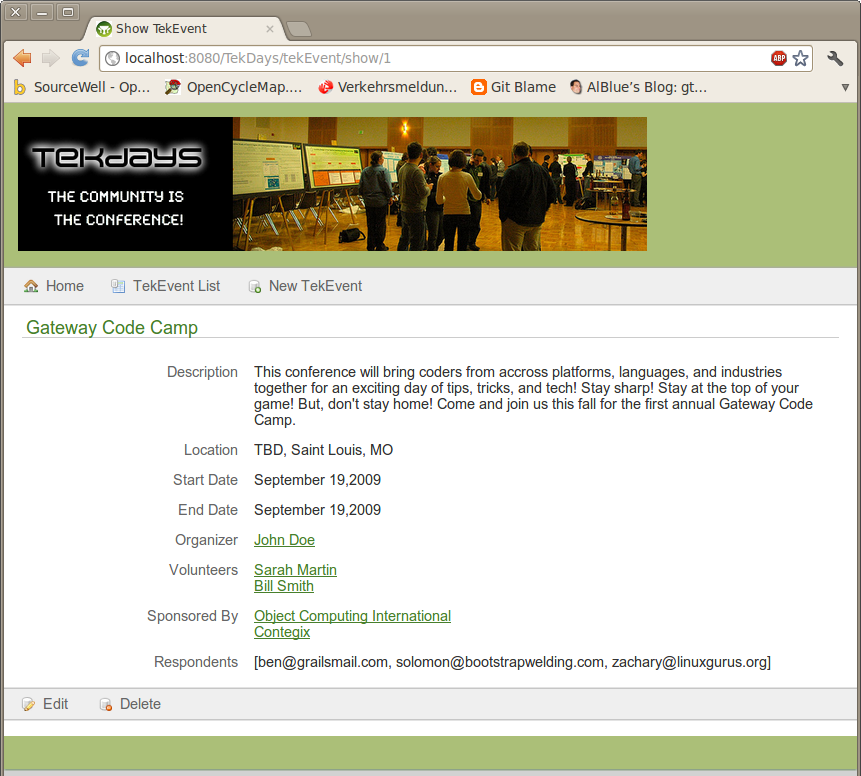 Show TekEvent
localhost:8080/TekDays/tekEvent/show/1
ABP
SourceWell - Op... OpenCycleMap.... Verkehrsmeldun... Git Blame AlBlue's Blog: gt...
TEKDAYS
THE COMMUNITY IS
THE CONFERENCE!
Home TekEvent List New TekEvent
Gateway Code Camp
Description This conference will bring coders from accross platforms, languages, and industries
together for an exciting day of tips, tricks, and tech! Stay sharp! Stay at the top of your
game! But, don't stay home! Come and join us this fall for the first annual Gateway Code
Camp.
Location TBD, Saint Louis, MO
Start Date September 19,2009
End Date September 19,2009
Organizer John Doe
Volunteers Sarah Martin
Bill Smith
Sponsored By Object Computing International
Contegix
Respondents [ben@grailsmail.com, solomon@bootstrapwelding.com, zachary@linuxgurus.org]
Edit Delete